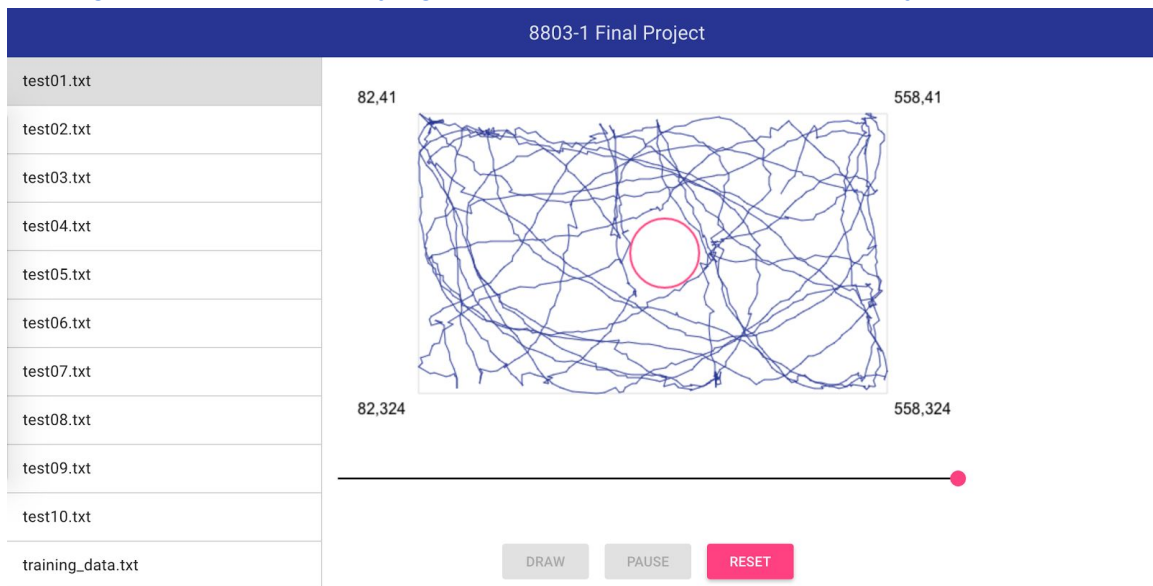 8803-1 Final Project
test01.txt
test02.txt
test03.txt
test04.txt
test05.txt
test06.txt
test07.txt
test08.txt
test09.txt
test10.txt
training_data.txt
82,41
558,41
82,324
558,324
DRAW
PAUSE
RESET